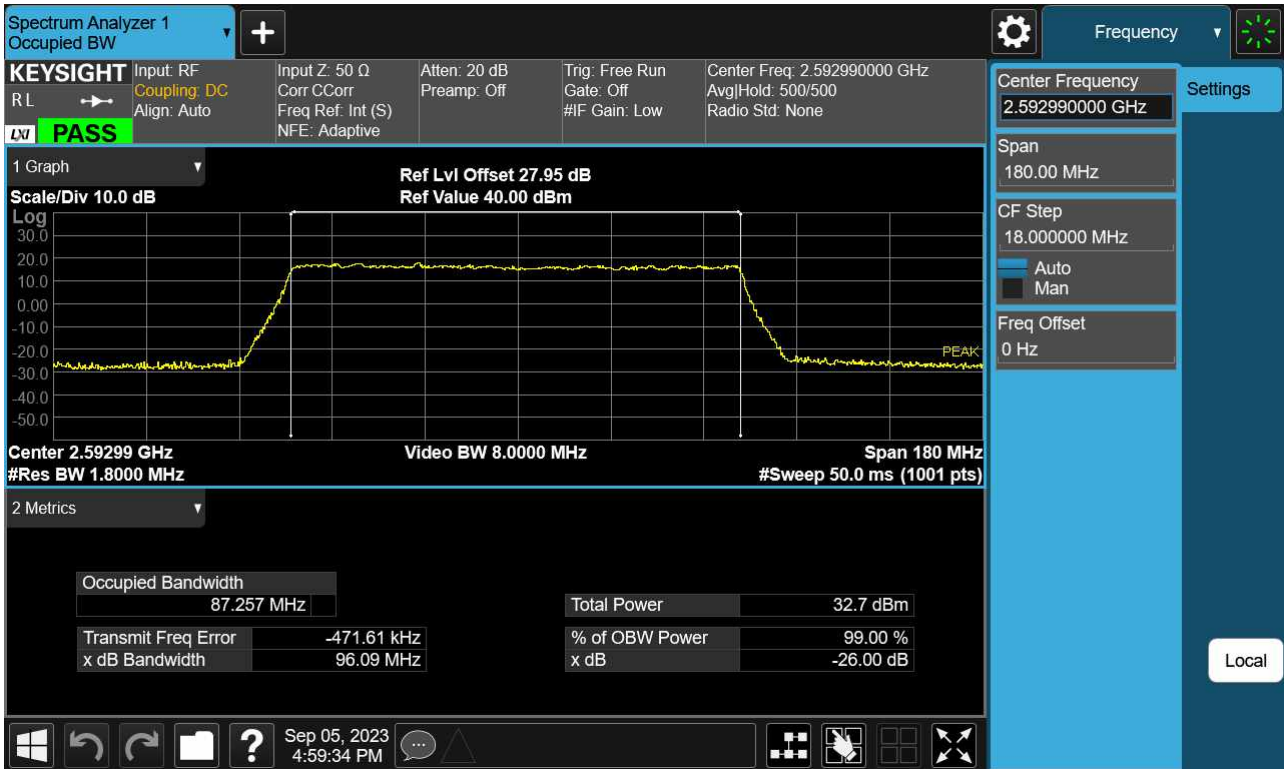 Spectrum Analyzer 1
Occupied BW
+
Frequency
KEYSIGHT
R L
LXI
PASS
Input: RF
Coupling: DC
Align: Auto
Input Z: 50 Ω
Corr CCorr
Freq Ref: Int (S)
NFE: Adaptive
Atten: 20 dB
Preamp: Off
Trig: Free Run
Gate: Off
#IF Gain: Low
Center Freq: 2.592990000 GHz
Avg|Hold: 500/500
Radio Std: None
Center Frequency
2.592990000 GHz
Settings
Span
180.00 MHz
CF Step
18.000000 MHz
Auto
Man
Freq Offset
0 Hz
Local
1 Graph
Scale/Div 10.0 dB
Ref Lvl Offset 27.95 dB
Ref Value 40.00 dBm
Log
30.0
20.0
10.0
0.00
-10.0
-20.0
-30.0
-40.0
-50.0
PEAK
Center 2.59299 GHz
#Res BW 1.8000 MHz
Video BW 8.0000 MHz
Span 180 MHz
#Sweep 50.0 ms (1001 pts)
2 Metrics
Occupied Bandwidth
87.257 MHz
Transmit Freq Error -471.61 kHz
x dB Bandwidth 96.09 MHz
Total Power 32.7 dBm
% of OBW Power 99.00 %
x dB -26.00 dB
?
Sep 05, 2023
4:59:34 PM